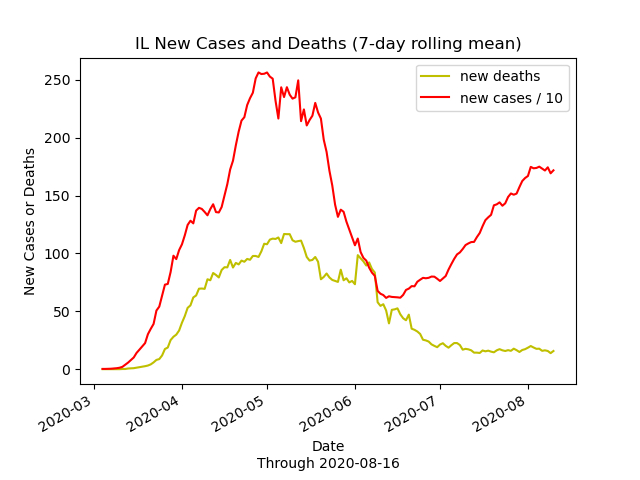 IL New Cases and Deaths (7-day rolling mean)
new deaths
new cases / 10
250
200
150
100
50
0
New Cases or Deaths
2020-03
2020-04
2020-05
2020-06
2020-07
2020-08
Date
Through 2020-08-16